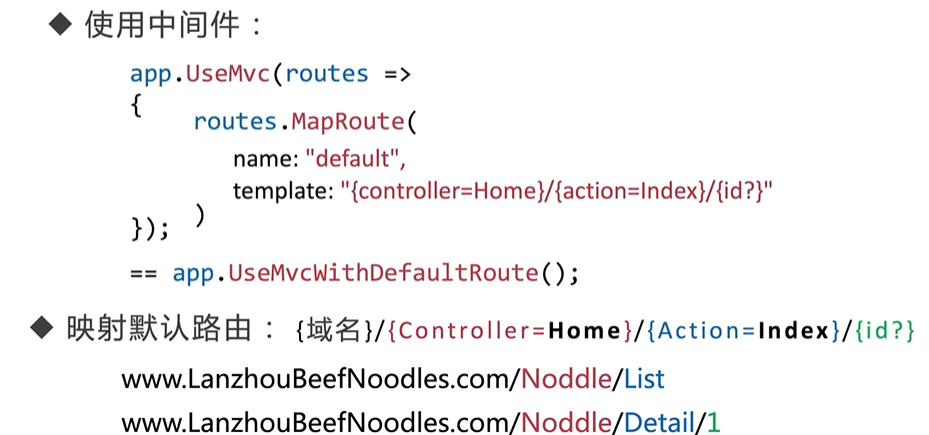 ◆ 使用中间件：
app.UseMvc(routes =>
{
routes.MapRoute(
name: "default",
template: "{controller=Home}/{action=Index}/{id?}"
)
});
== app.UseMvcWithDefaultRoute();
◆ 映射默认路由： {域名}/{Controller=Home}/{Action=Index}/{id?}
www.LanzhouBeefNoodles.com/Noddle/List
www.LanzhouBeefNoodles.com/Noddle/Detail/1